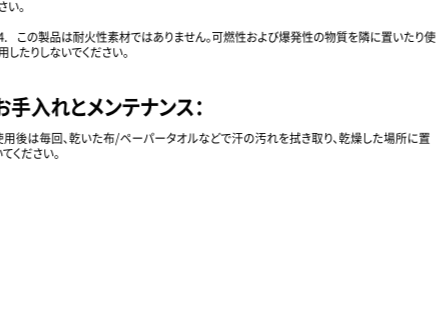 さい。
4. この製品は耐火性素材ではありません。可燃性および爆発性の物質を隣に置いたり使
用したりしないでください。
お手入れとメンテナンス：
使用後は毎回、乾いた布/ペーパータオルなどで汗の汚れを拭き取り、乾燥した場所に置
いてください。